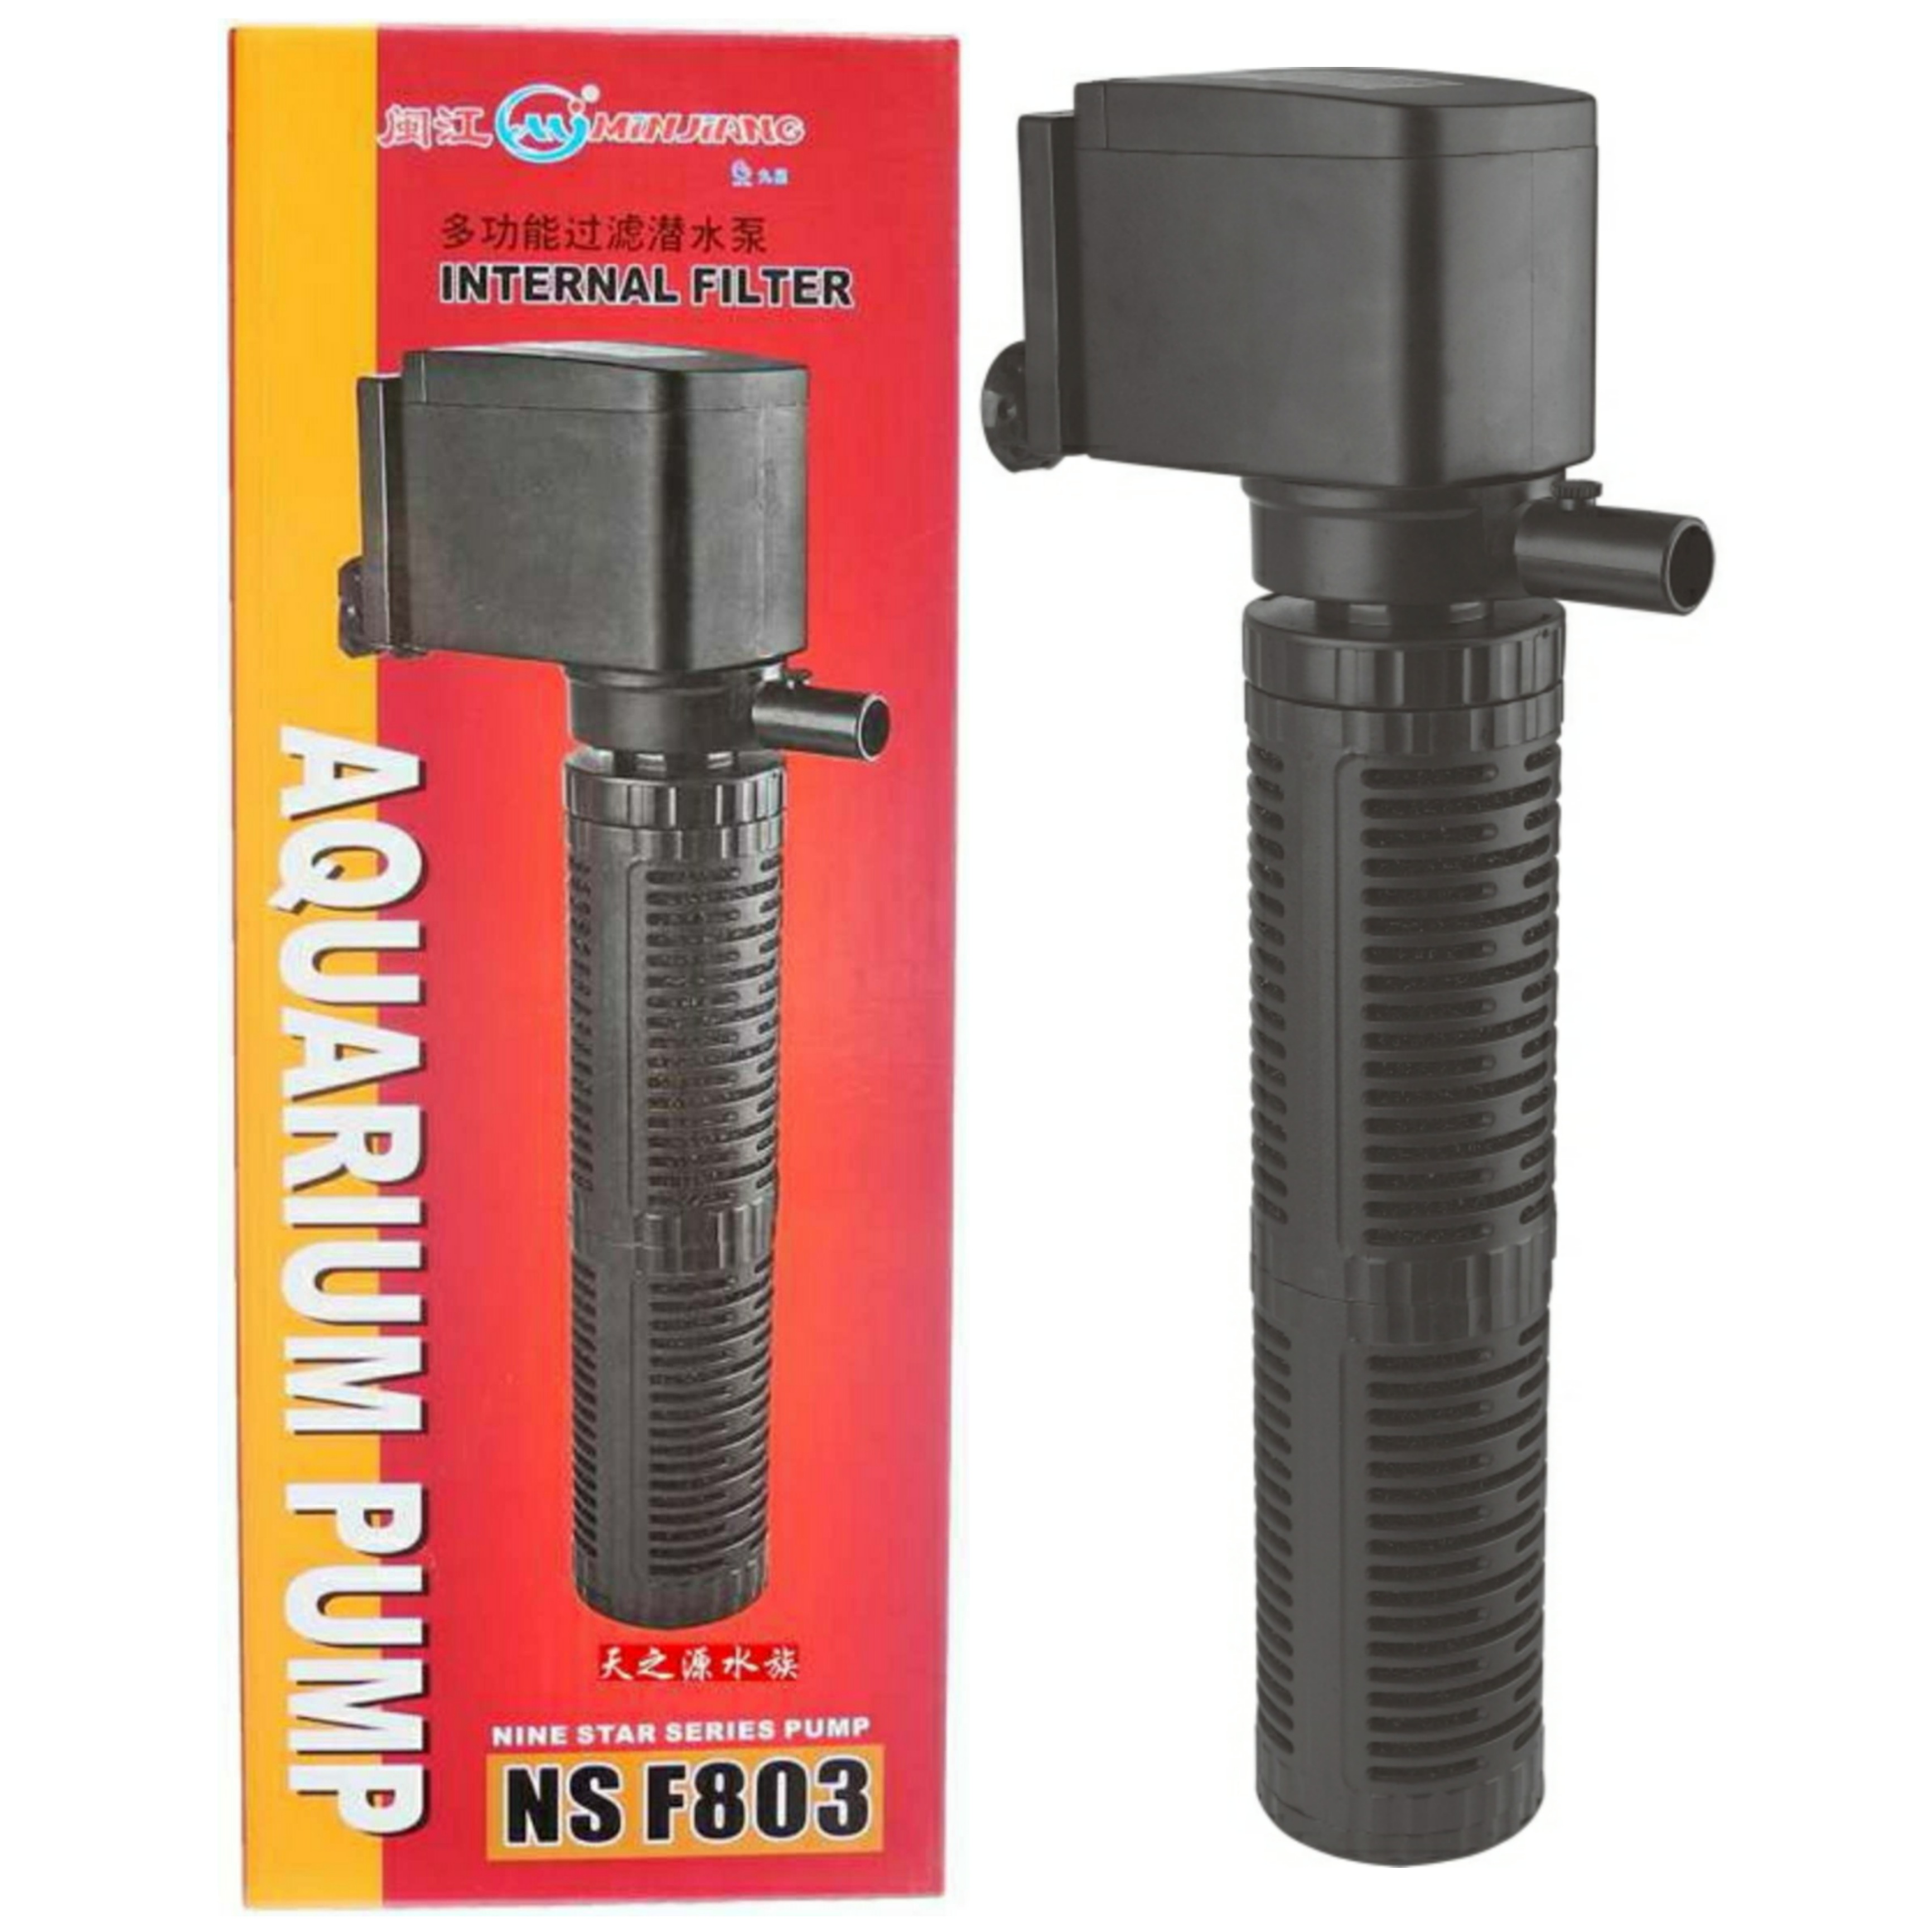 闽江 MINJIANG
九星
多功能过滤潜水泵
INTERNAL FILTER
AQUARIUM PUMP
天之源水族
NINE STAR SERIES PUMP
NS F803